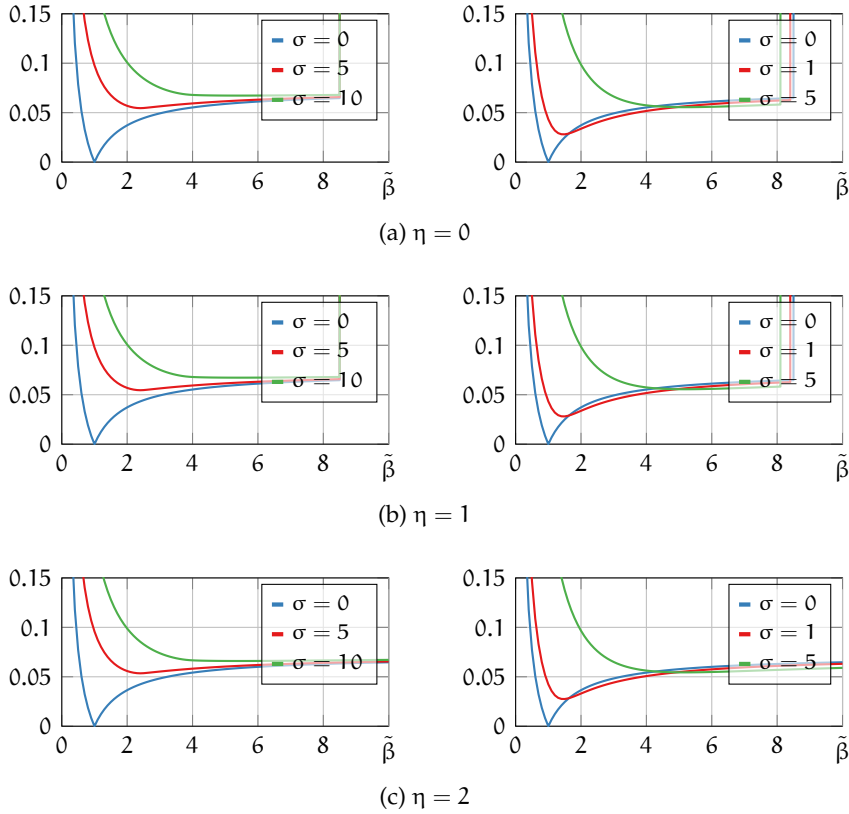 0.15
0.1
0.05
0
0 2 4 6 8 β̃
σ = 0
σ = 5
σ = 10
0.15
0.1
0.05
0
0 2 4 6 8 β̃
σ = 0
σ = 1
σ = 5
(a) η = 0
0.15
0.1
0.05
0
0 2 4 6 8 β̃
σ = 0
σ = 5
σ = 10
0.15
0.1
0.05
0
0 2 4 6 8 β̃
σ = 0
σ = 1
σ = 5
(b) η = 1
0.15
0.1
0.05
0
0 2 4 6 8 β̃
σ = 0
σ = 5
σ = 10
0.15
0.1
0.05
0
0 2 4 6 8 β̃
σ = 0
σ = 1
σ = 5
(c) η = 2